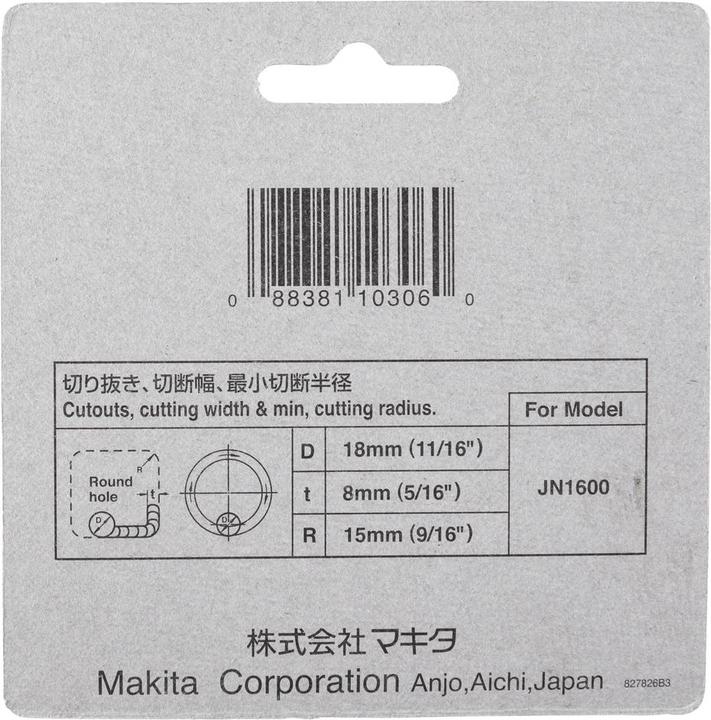 0 88381 10306 0
切り抜き、切断幅、最小切断半径
Cutouts, cutting width & min, cutting radius.
For Model
R
Round
hole
t
D
D
D 18mm (11/16")
t 8mm (5/16")
R 15mm (9/16")
JN1600
株式会社マキタ
Makita Corporation Anjo,Aichi,Japan 827826B3